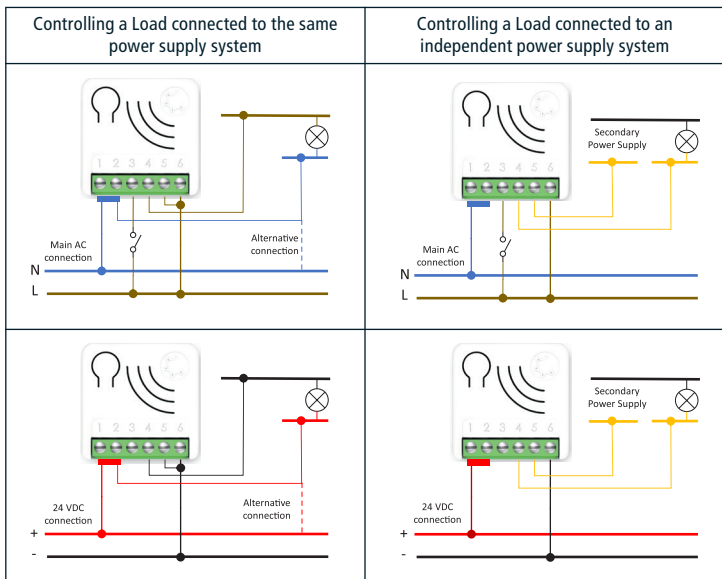 Controlling a Load connected to the same
power supply system
Controlling a Load connected to an
independent power supply system
1 2 3 4 5 6
Main AC
connection
Alternative
connection
N
L
1 2 3 4 5 6
Secondary
Power Supply
Main AC
connection
N
L
1 2 3 4 5 6
24 VDC
connection
Alternative
connection
+
-
1 2 3 4 5 6
Secondary
Power Supply
24 VDC
connection
+
-